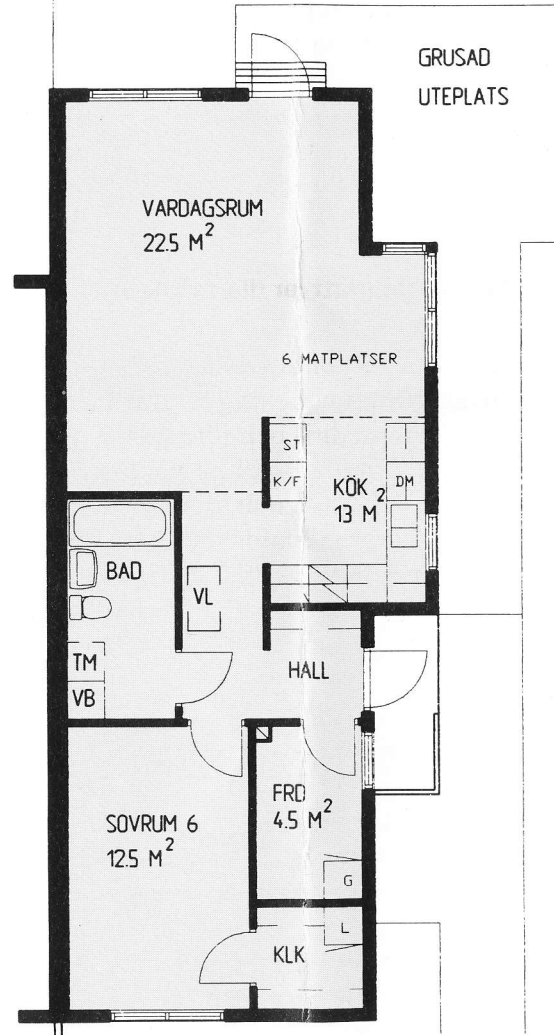 GRUSAD
UTEPLATS
VARDAGSRUM
22.5 M²
6 MATPLATSER
ST
K/F
KÖK
13 M²
DM
BAD
VL
TM
VB
HALL
FRD
4.5 M²
SOVRUM 6
12.5 M²
G
L
KLK